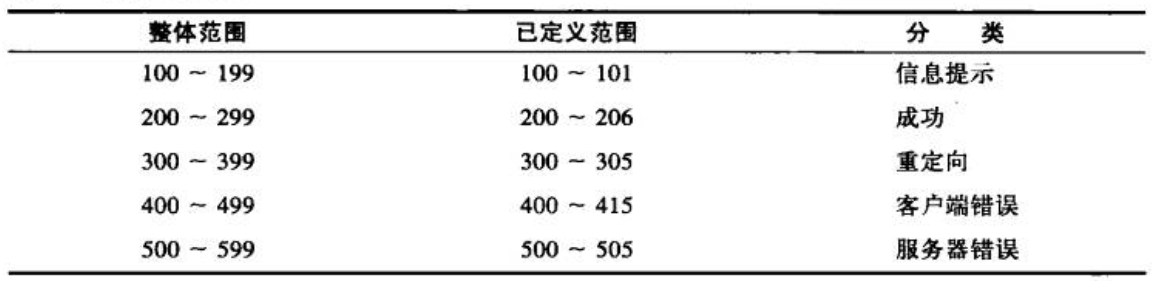 整体范围 已定义范围 分 类
100 ~ 199 100 ~ 101 信息提示
200 ~ 299 200 ~ 206 成功
300 ~ 399 300 ~ 305 重定向
400 ~ 499 400 ~ 415 客户端错误
500 ~ 599 500 ~ 505 服务器错误